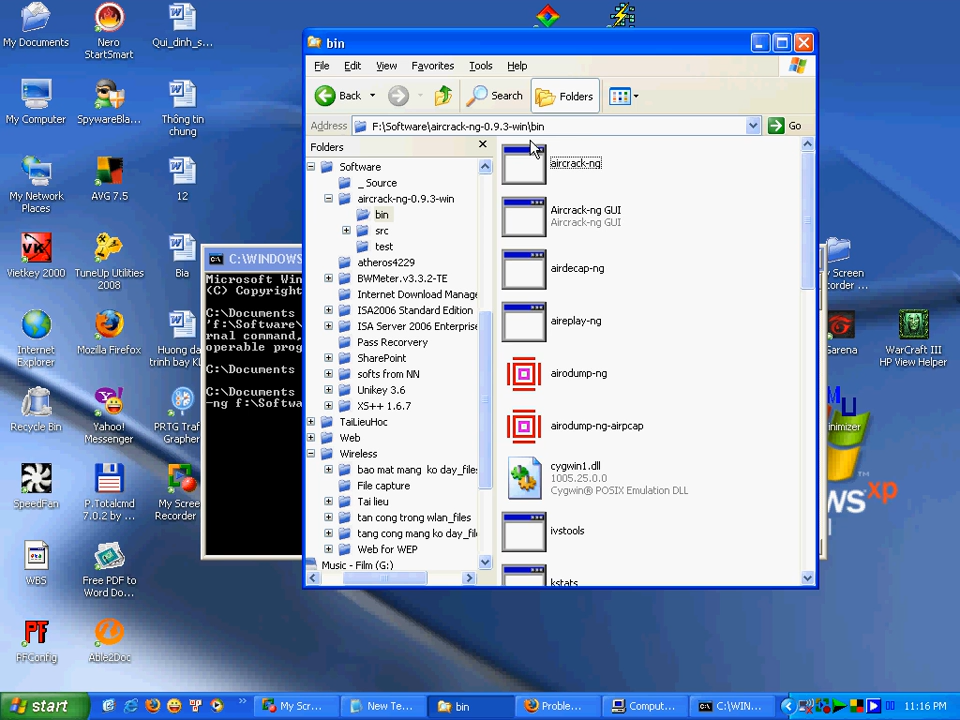 My Documents
Nero
StartSmart
Qui_dinh_s...
My Computer
SpywareBla...
Thông tin
chung
My Network
Places
AVG 7.5
12
Vietkey 2000
TuneUp Utilities
2008
Bia
Internet
Explorer
Mozilla Firefox
Huong da
trinh bay KL
Recycle Bin
Yahoo!
Messenger
PRTG Traf
Grapher
SpeedFan
P.Totalcmd
7.0.2 by ...
My Scree
Recorder
WBS
Free PDF to
Word Do...
PFConfig
Able2Doc
C:\WINDOWS
Microsoft Win
(C) Copyright
C:\Documents
'f:\Software\
rnal command,
operable prog
C:\Documents
C:\Documents
-ng f:\Softwa
bin
File Edit View Favorites Tools Help
Back Search Folders
Address F:\Software\aircrack-ng-0.9.3-win\bin Go
Folders
Software
_ Source
aircrack-ng-0.9.3-win
bin
src
test
atheros4229
BWMeter.v3.3.2-TE
Internet Download Manage
ISA2006 Standard Edition
ISA Server 2006 Enterprise
Pass Recovery
SharePoint
softs from NN
Unikey 3.6
XS++ 1.6.7
TaiLieuHoc
Web
Wireless
bao mat mang ko day_files
File capture
Tai lieu
tan cong trong wlan_files
tang cong mang ko day_fil
Web for WEP
Music - Film (G:)
aircrack-ng
Aircrack-ng GUI
Aircrack-ng GUI
airdecap-ng
aireplay-ng
airodump-ng
airodump-ng-airpcap
cygwin1.dll
1005.25.0.0
Cygwin® POSIX Emulation DLL
ivstools
kstats
y Screen
order ...
Garena
WarCraft III
HP View Helper
inimizer
ows xp
start
My Scr...
New Te...
bin
Proble...
Comput...
C:\WIN...
11:16 PM